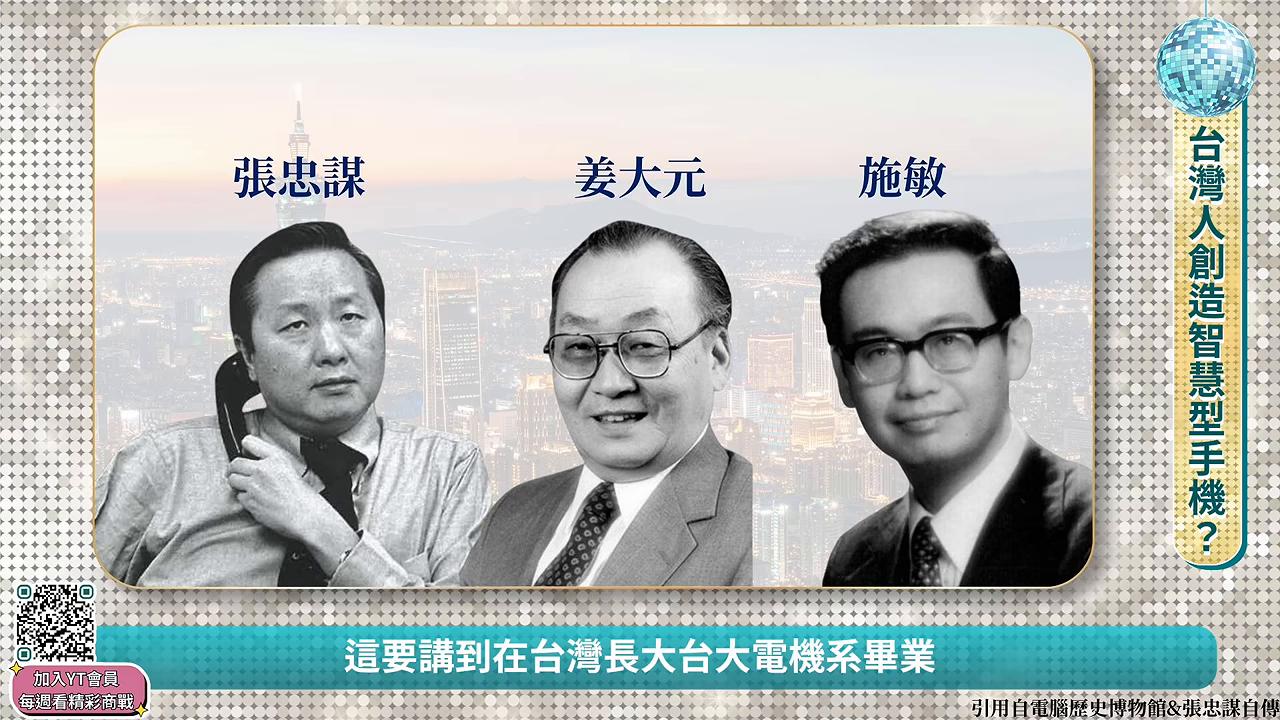 張忠謀
姜大元
施敏
台灣人創造智慧型手機？
這要講到在台灣長大台大電機系畢業
加入YT會員
每週看精彩商戰
引用自電腦歷史博物館&張忠謀自傳